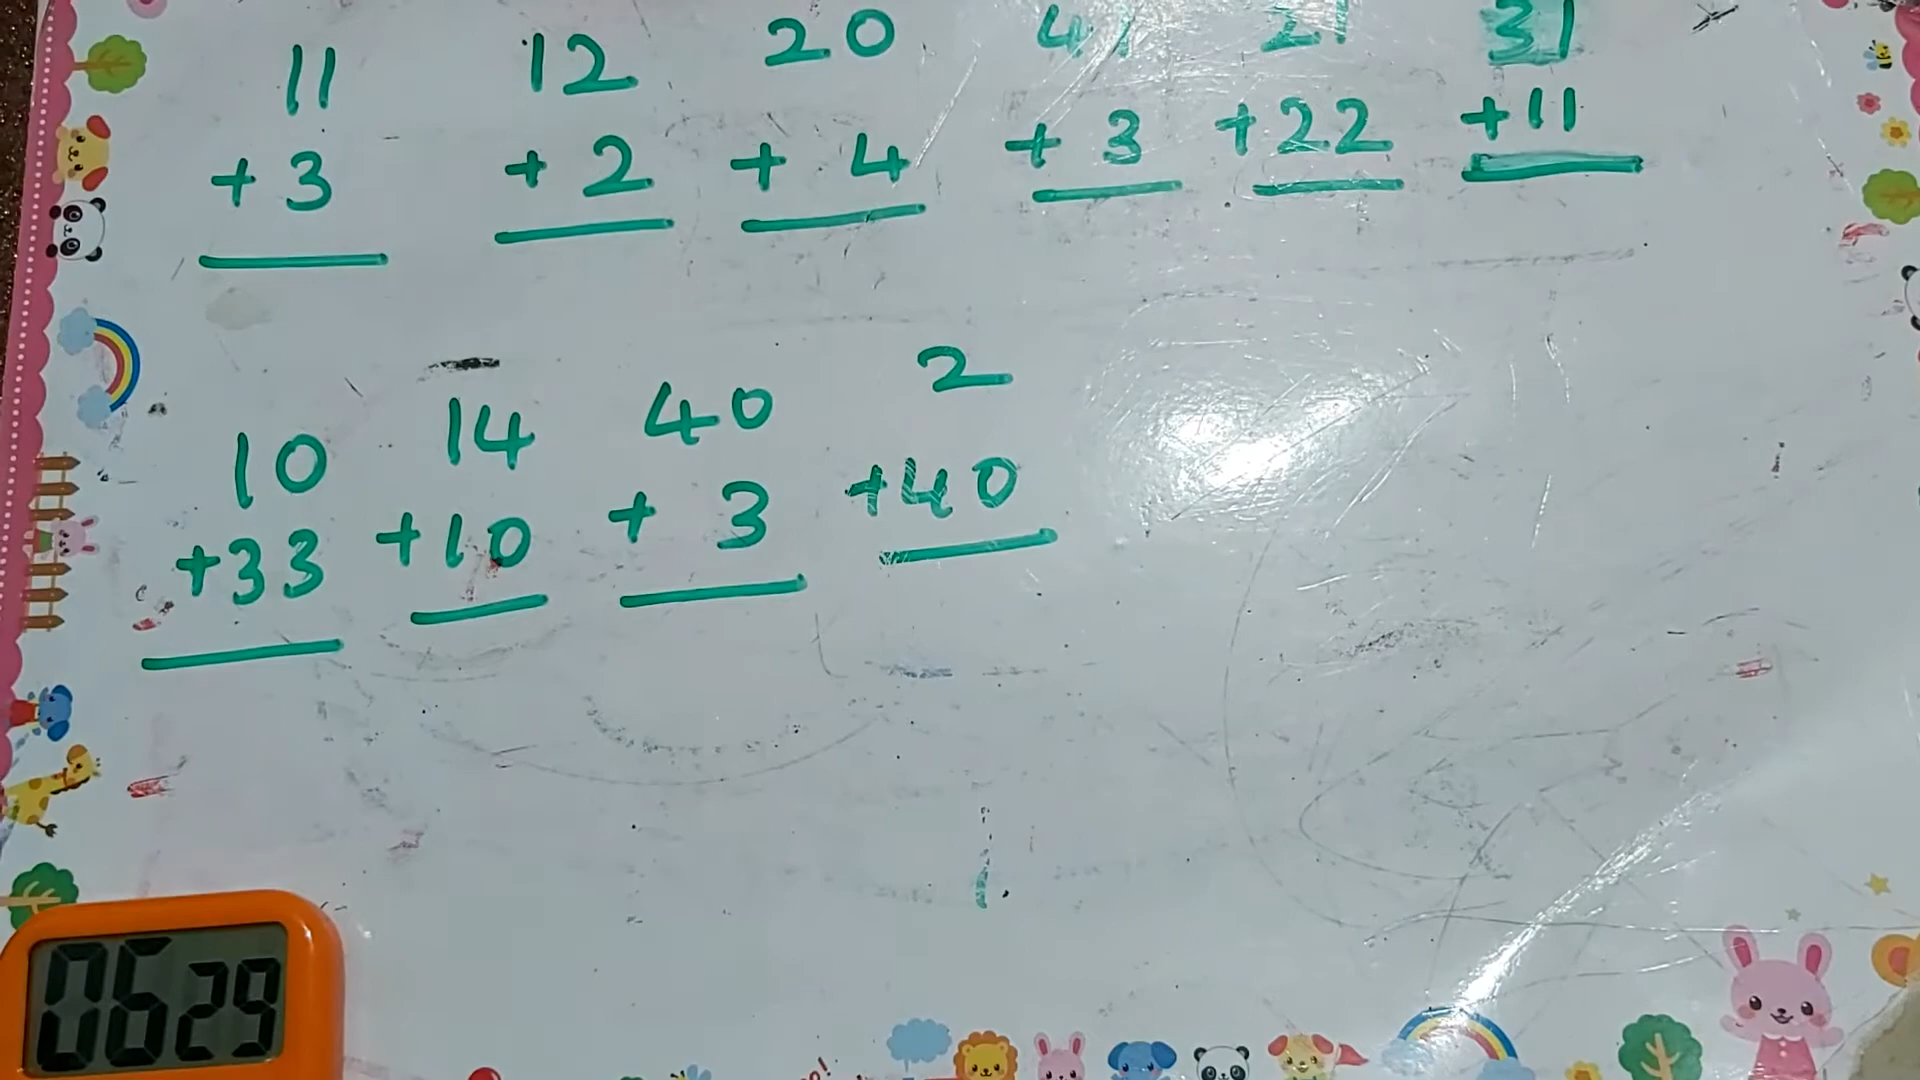 11 12 20 41 21 31
+ 3 + 2 + 4 + 3 +22 +11
10 14 40 2
+33 +10 + 3 +40
0629